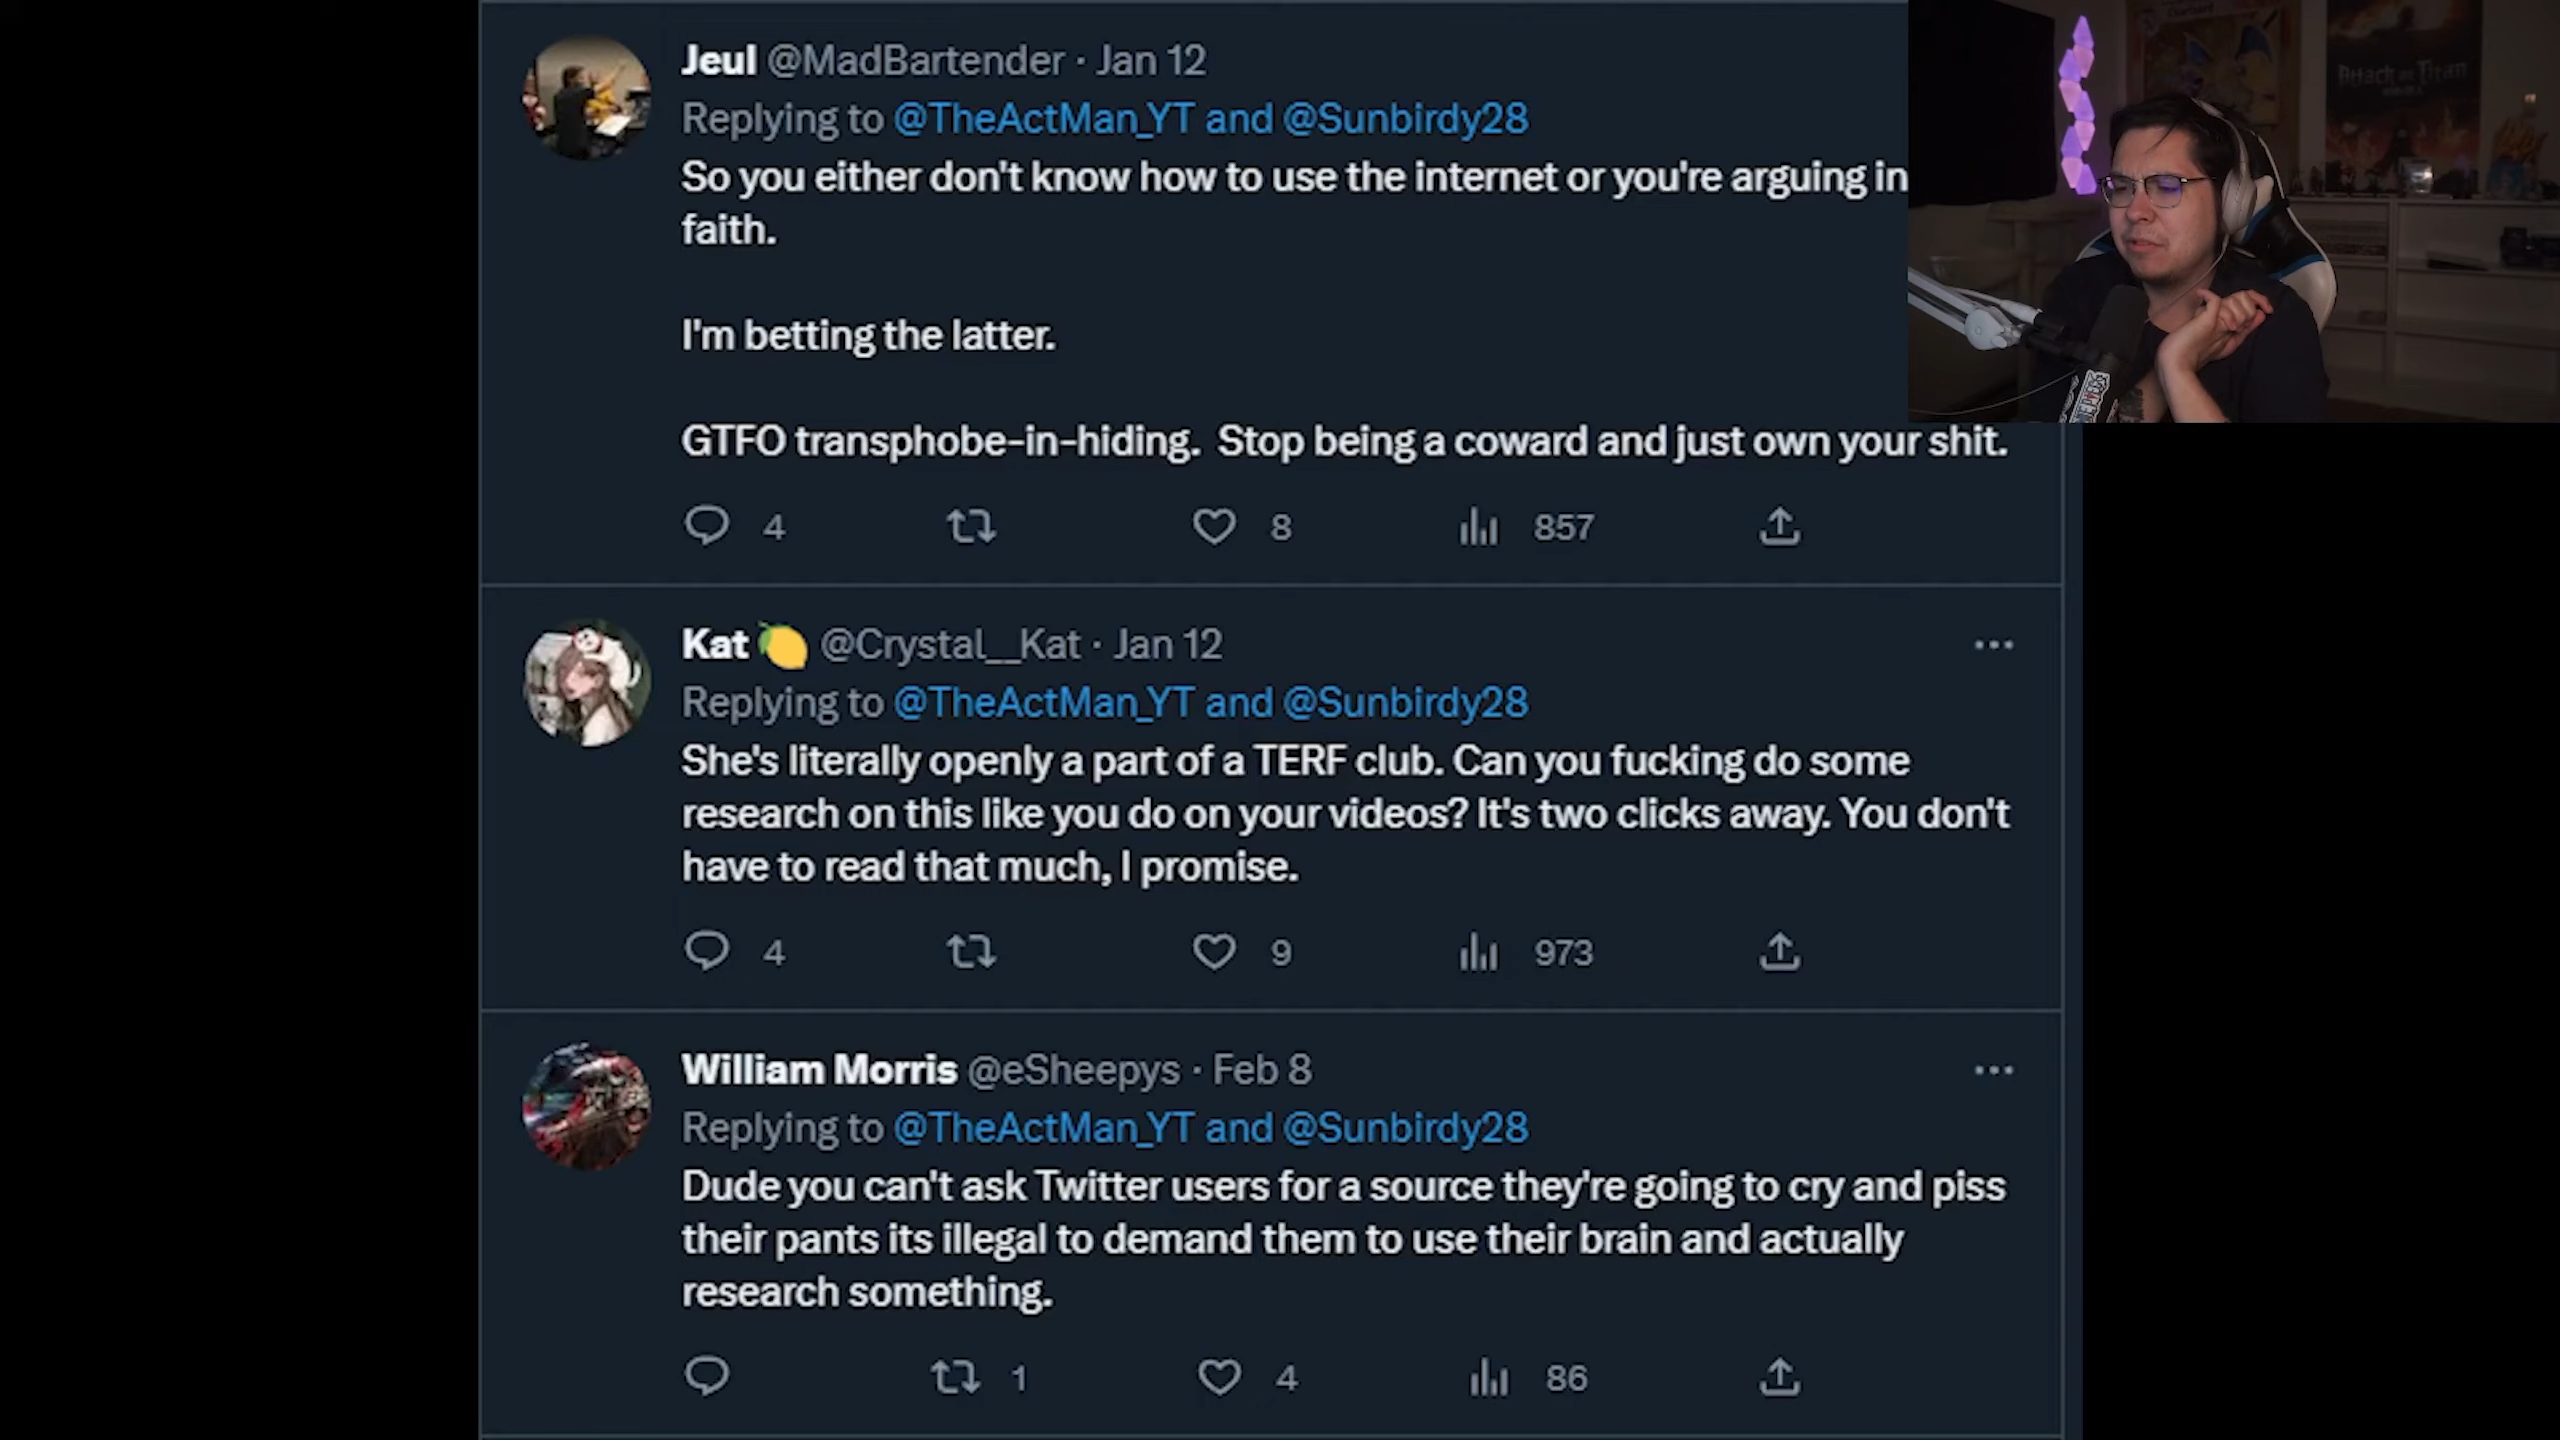 Jeul @MadBartender · Jan 12
Replying to @TheActMan_YT and @Sunbirdy28
So you either don't know how to use the internet or you're arguing in
faith.
I'm betting the latter.
GTFO transphobe-in-hiding. Stop being a coward and just own your shit.
4 8 857
Kat 🍋 @Crystal__Kat · Jan 12
Replying to @TheActMan_YT and @Sunbirdy28
She's literally openly a part of a TERF club. Can you fucking do some
research on this like you do on your videos? It's two clicks away. You don't
have to read that much, I promise.
4 9 973
William Morris @eSheepys · Feb 8
Replying to @TheActMan_YT and @Sunbirdy28
Dude you can't ask Twitter users for a source they're going to cry and piss
their pants its illegal to demand them to use their brain and actually
research something.
1 4 86
Attack on Titan